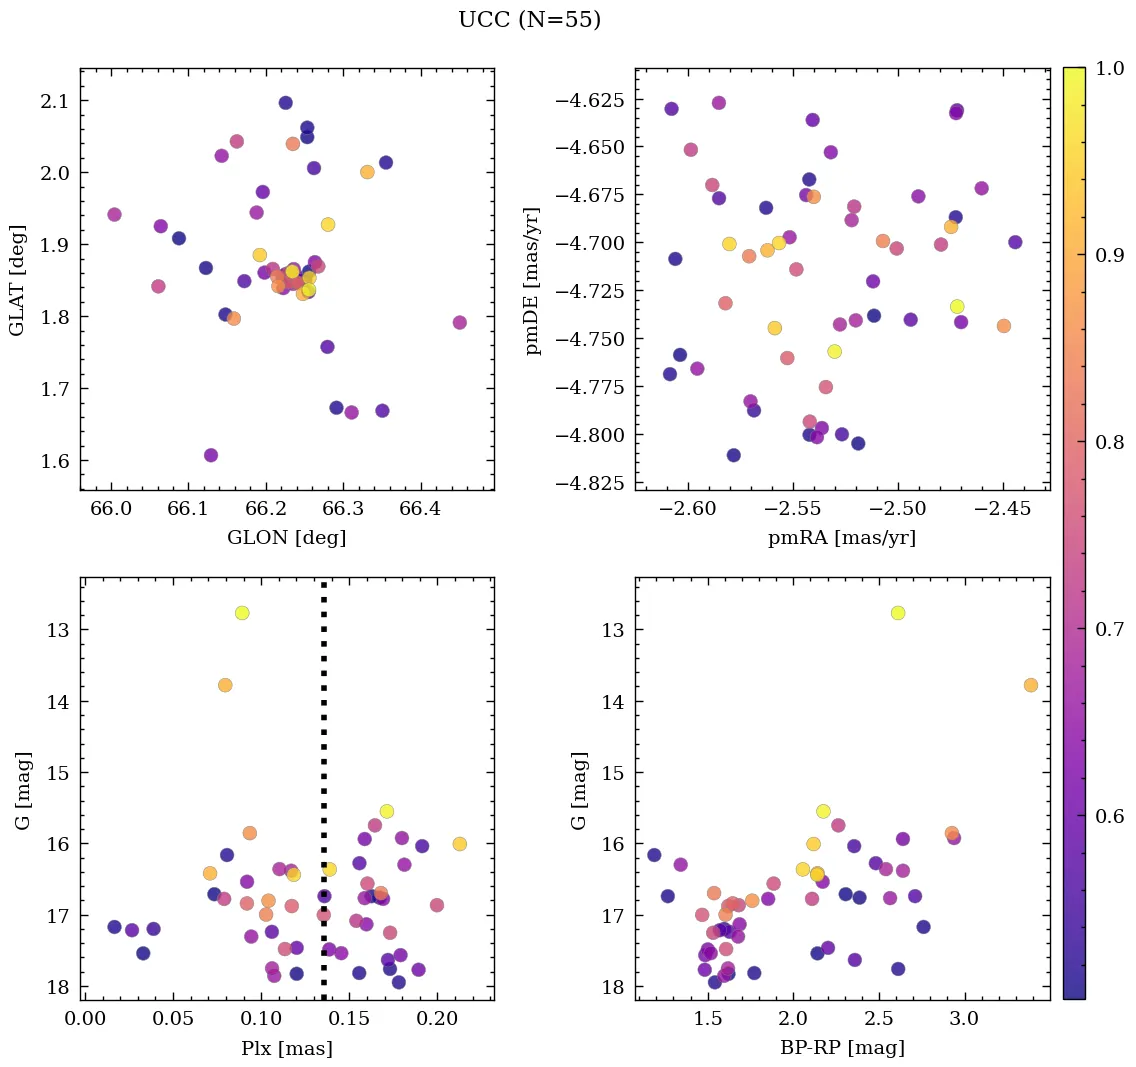 UCC (N=55)
2.1
2.0
1.9
1.8
1.7
1.6
GLAT [deg]
66.0 66.1 66.2 66.3 66.4
GLON [deg]
−4.625
−4.650
−4.675
−4.700
−4.725
−4.750
−4.775
−4.800
−4.825
pmDE [mas/yr]
−2.60 −2.55 −2.50 −2.45
pmRA [mas/yr]
1.0
0.9
0.8
0.7
0.6
13
14
15
16
17
18
G [mag]
0.00 0.05 0.10 0.15 0.20
Plx [mas]
13
14
15
16
17
18
G [mag]
1.5 2.0 2.5 3.0
BP-RP [mag]